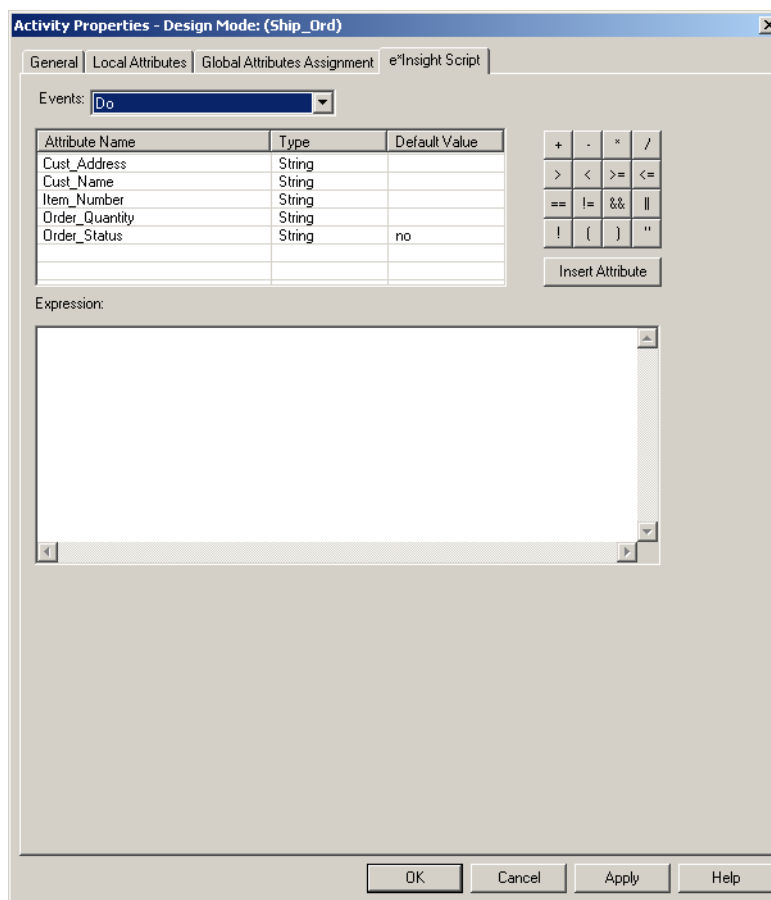 Activity Properties - Design Mode: (Ship_Ord)
General Local Attributes Global Attributes Assignment e*Insight Script
Events: Do
Attribute Name Type Default Value
Cust_Address String
Cust_Name String
Item_Number String
Order_Quantity String
Order_Status String no
+ - * /
> < >= <=
== != && ||
! ( ) "
Insert Attribute
Expression:
OK Cancel Apply Help